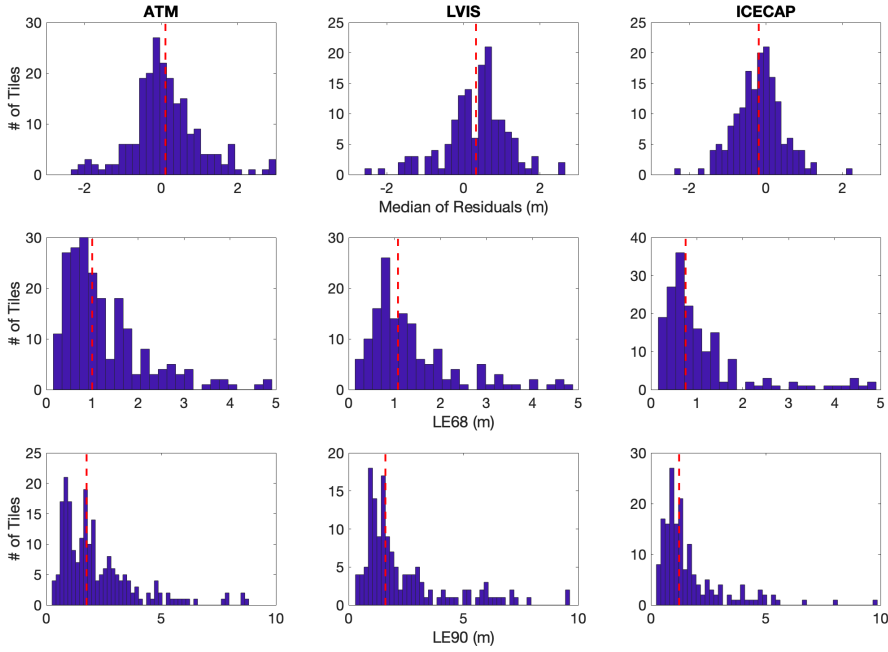 ATM LVIS ICECAP
30 25 25
20 20
20 15 15
10 10 10
5 5
0 0 0
-2 0 2 -2 0 2 -2 0 2
# of Tiles
Median of Residuals (m)
30 30 40
30
20 20
20
10 10
10
0 0 0
0 1 2 3 4 5 0 1 2 3 4 5 0 1 2 3 4 5
# of Tiles
LE68 (m)
25 20 30
20 15
15 20
10
10 10
5 5
0 0 0
0 5 10 0 5 10 0 5 10
# of Tiles
LE90 (m)